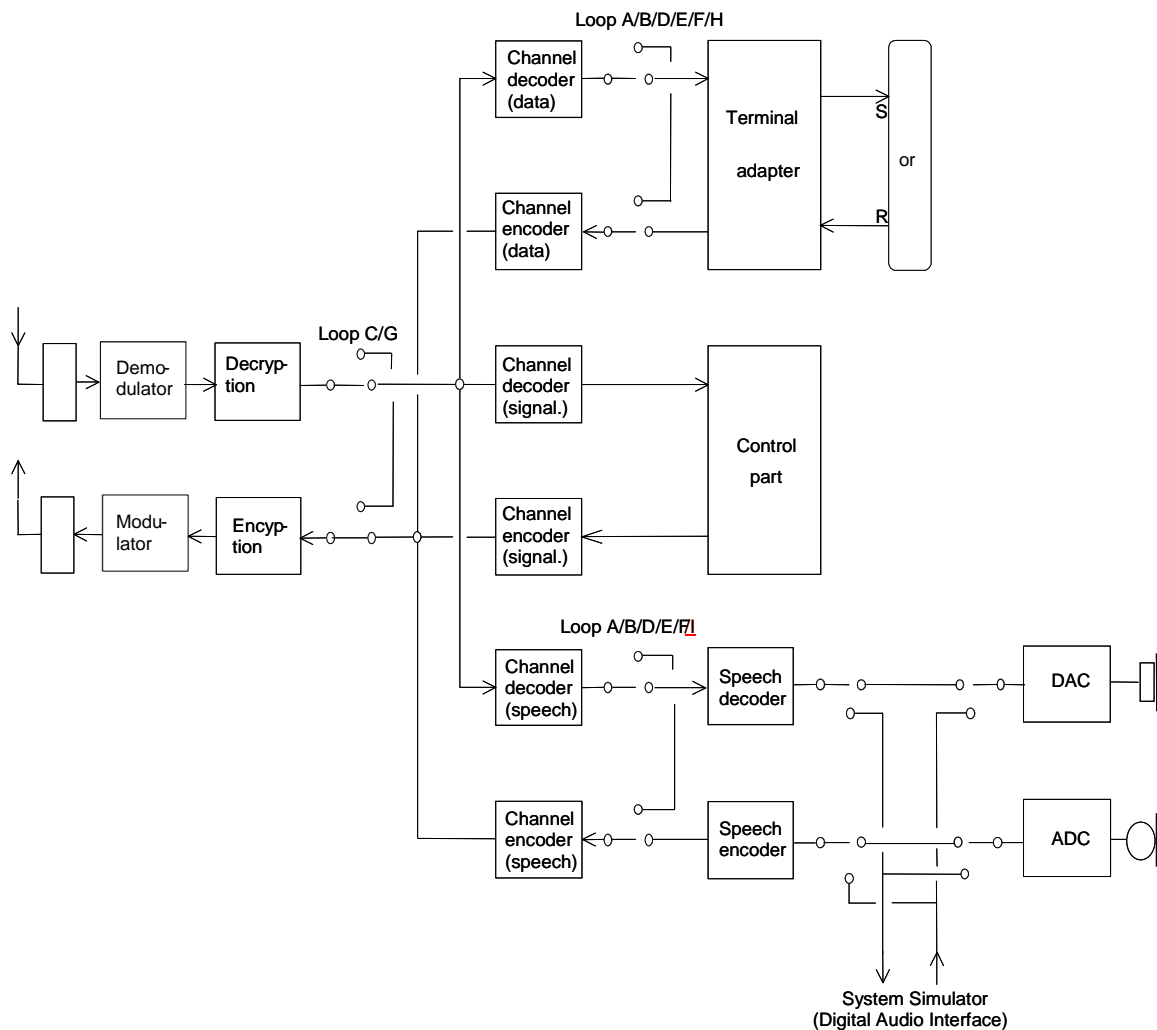 Loop A/B/D/E/F/H
Channel
decoder
(data)
Terminal
adapter
S
or
R
Channel
encoder
(data)
Loop C/G
Demo-
dulator
Decryp-
tion
Channel
decoder
(signal.)
Control
part
Modu-
lator
Encyp-
tion
Channel
encoder
(signal.)
Loop A/B/D/E/F/I
Channel
decoder
(speech)
Speech
decoder
DAC
Channel
encoder
(speech)
Speech
encoder
ADC
System Simulator
(Digital Audio Interface)